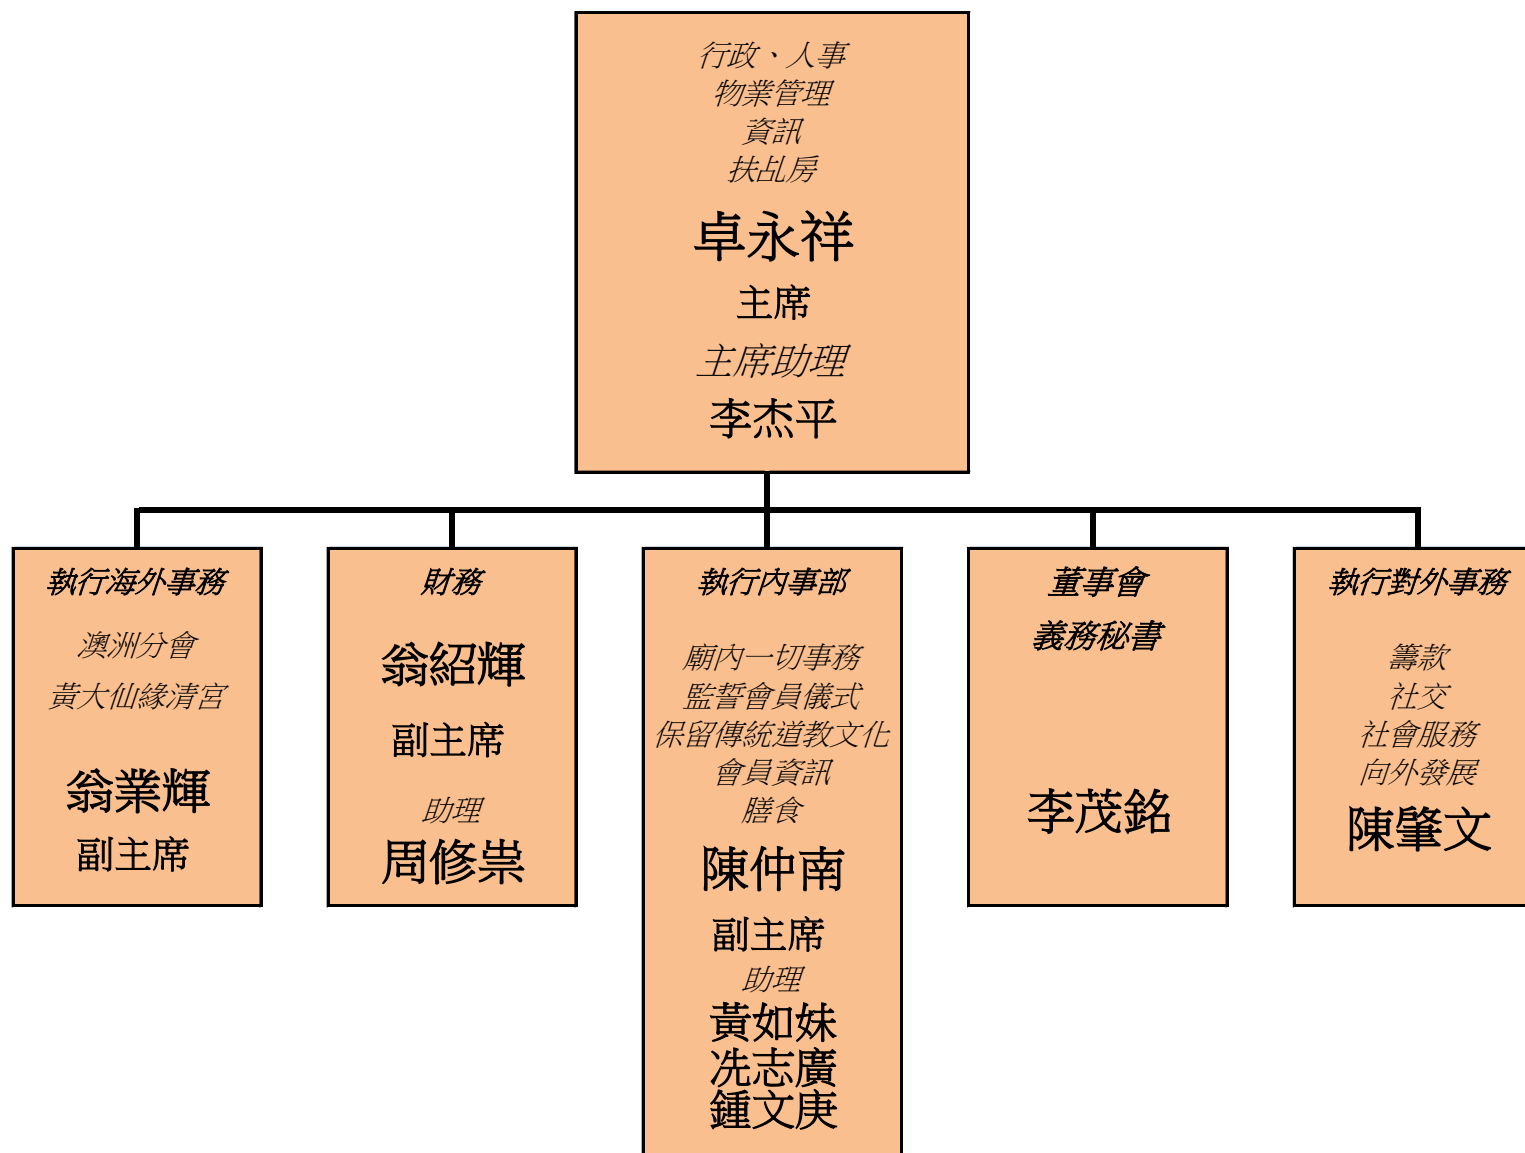 行政、人事
物業管理
資訊
扶乩房
卓永祥
主席
主席助理
李杰平
執行海外事務
澳洲分會
黃大仙緣清宮
翁業輝
副主席
財務
翁紹輝
副主席
助理
周修祟
執行內事部
廟內一切事務
監誓會員儀式
保留傳統道教文化
會員資訊
膳食
陳仲南
副主席
助理
黃如妹
冼志廣
鍾文庚
董事會
義務秘書
李茂銘
執行對外事務
籌款
社交
社會服務
向外發展
陳肇文